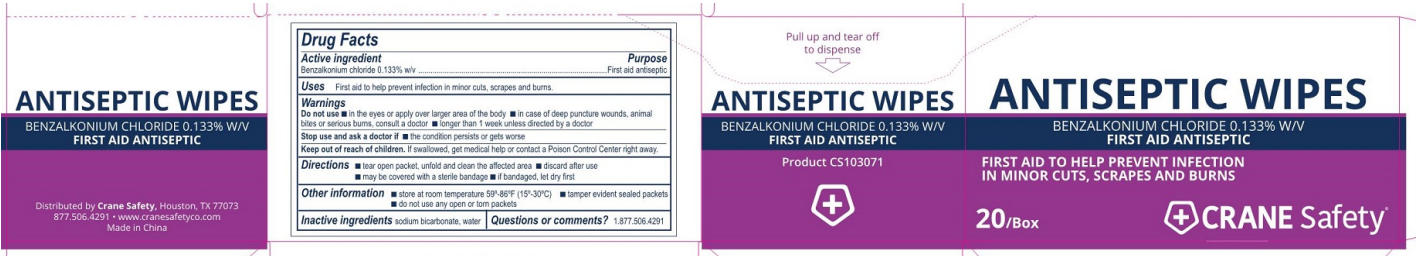 ANTISEPTIC WIPES
BENZALKONIUM CHLORIDE 0.133% W/V
FIRST AID ANTISEPTIC
Distributed by Crane Safety, Houston, TX 77073
877.506.4291 • www.cranesafetyco.com
Made in China
Drug Facts
Active ingredient Purpose
Benzalkonium chloride 0.133% w/v ........ First aid antiseptic
Uses First aid to help prevent infection in minor cuts, scrapes and burns.
Warnings
Do not use ■ in the eyes or apply over larger area of the body ■ in case of deep puncture wounds, animal
bites or serious burns, consult a doctor ■ longer than 1 week unless directed by a doctor
Stop use and ask a doctor if ■ the condition persists or gets worse
Keep out of reach of children. If swallowed, get medical help or contact a Poison Control Center right away.
Directions ■ tear open packet, unfold and clean the affected area ■ discard after use
■ may be covered with a sterile bandage ■ if bandaged, let dry first
Other information ■ store at room temperature 59º-86ºF (15º-30ºC) ■ tamper evident sealed packets
■ do not use any open or torn packets
Inactive ingredients sodium bicarbonate, water Questions or comments? 1.877.506.4291
Pull up and tear off
to dispense
ANTISEPTIC WIPES
BENZALKONIUM CHLORIDE 0.133% W/V
FIRST AID ANTISEPTIC
Product CS103071
ANTISEPTIC WIPES
BENZALKONIUM CHLORIDE 0.133% W/V
FIRST AID ANTISEPTIC
FIRST AID TO HELP PREVENT INFECTION
IN MINOR CUTS, SCRAPES AND BURNS
20/Box
CRANE Safety